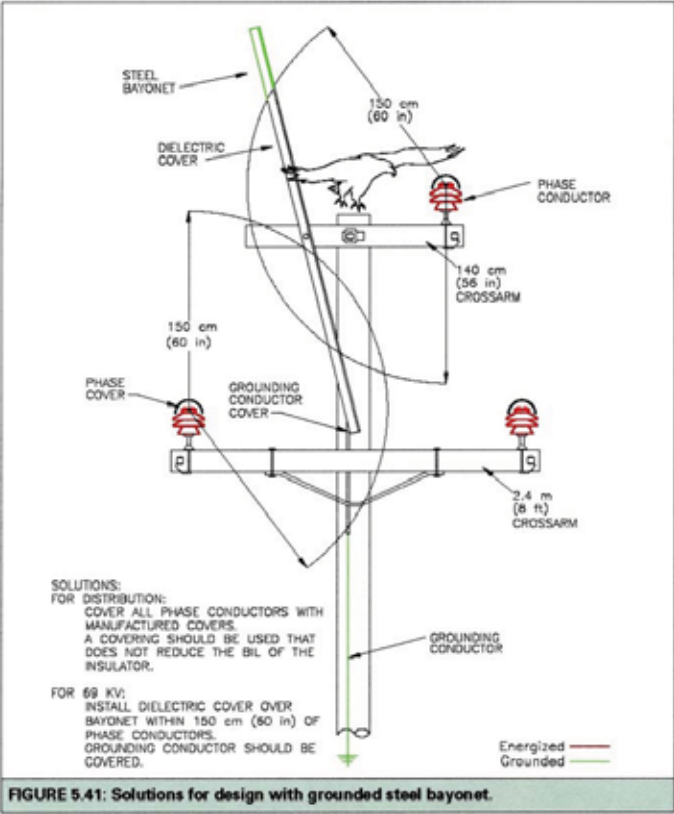 STEEL
BAYONET
150 cm
(60 in)
DIELECTRIC
COVER
PHASE
CONDUCTOR
140 cm
(56 in)
CROSSARM
150 cm
(60 in)
PHASE
COVER
GROUNDING
CONDUCTOR
COVER
2.4 m
(8 ft)
CROSSARM
SOLUTIONS:
FOR DISTRIBUTION:
COVER ALL PHASE CONDUCTORS WITH
MANUFACTURED COVERS.
A COVERING SHOULD BE USED THAT
DOES NOT REDUCE THE BIL OF THE
INSULATOR.
GROUNDING
CONDUCTOR
FOR 69 KV:
INSTALL DIELECTRIC COVER OVER
BAYONET WITHIN 150 cm (60 in) OF
PHASE CONDUCTORS.
GROUNDING CONDUCTOR SHOULD BE
COVERED.
Energized
Grounded
FIGURE 5.41: Solutions for design with grounded steel bayonet.